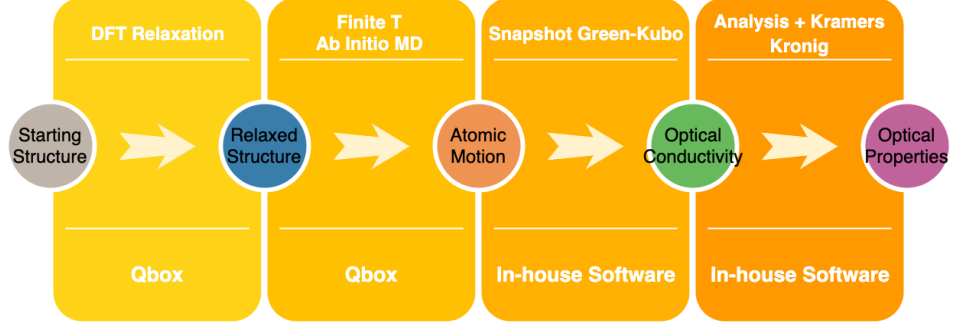 DFT Relaxation
Finite T
Ab Initio MD
Snapshot Green-Kubo
Analysis + Kramers
Kronig
Starting
Structure
Relaxed
Structure
Atomic
Motion
Optical
Conductivity
Optical
Properties
Qbox
Qbox
In-house Software
In-house Software